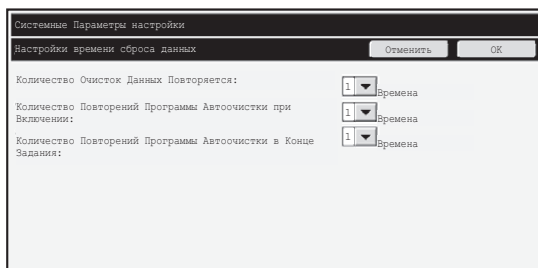 Системные Параметры настройки
Настройки времени сброса данных Отменить OK
Количество Очисток Данных Повторяется: 1 Времена
Количество Повторений Программы Автоочистки при
Включении: 1 Времена
Количество Повторений Программы Автоочистки в Конце
Задания: 1 Времена